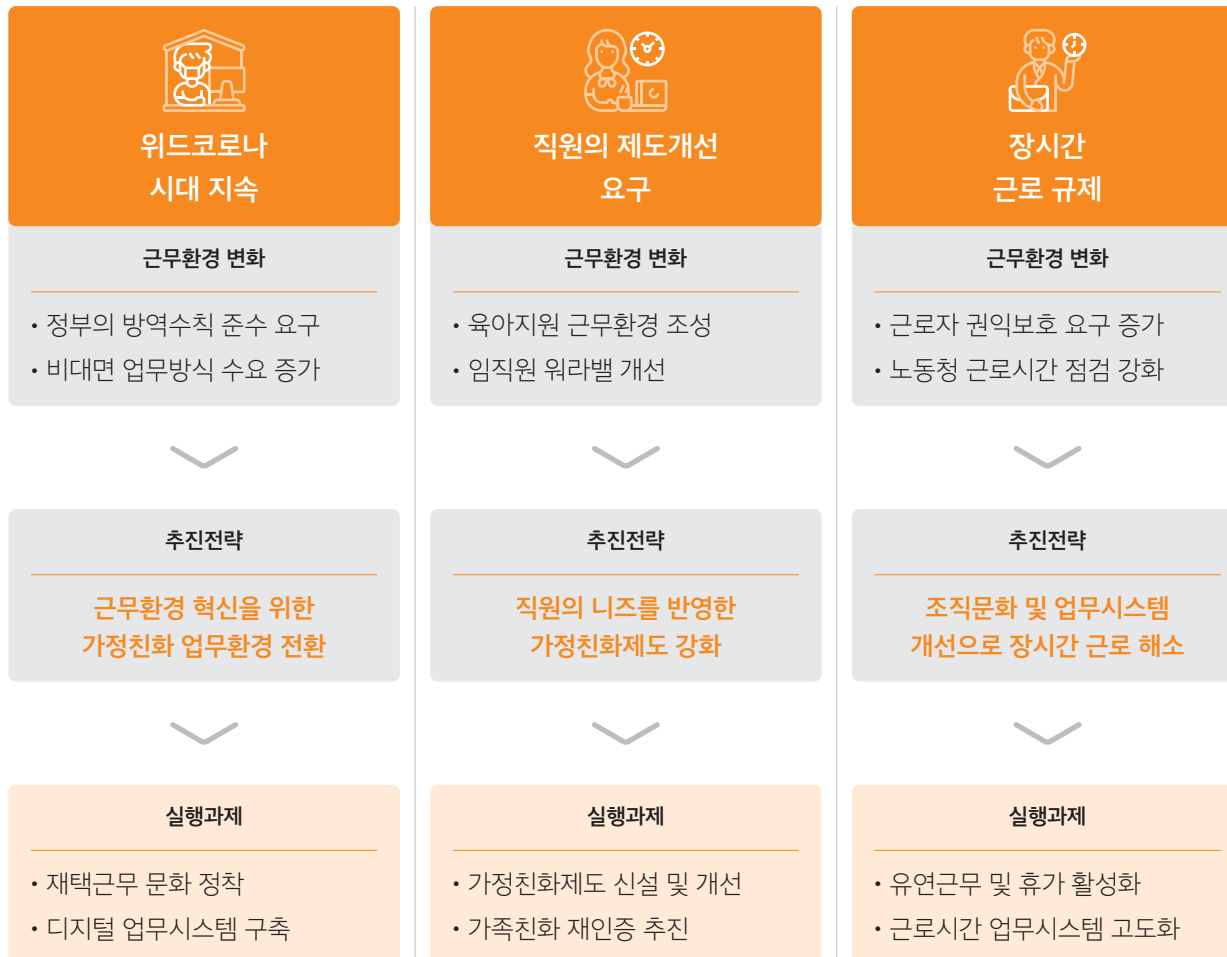 위드코로나
시대 지속
근무환경 변화
• 정부의 방역수칙 준수 요구
• 비대면 업무방식 수요 증가
추진전략
근무환경 혁신을 위한
가정친화 업무환경 전환
실행과제
• 재택근무 문화 정착
• 디지털 업무시스템 구축
직원의 제도개선
요구
근무환경 변화
• 육아지원 근무환경 조성
• 임직원 워라밸 개선
추진전략
직원의 니즈를 반영한
가정친화제도 강화
실행과제
• 가정친화제도 신설 및 개선
• 가족친화 재인증 추진
장시간
근로 규제
근무환경 변화
• 근로자 권익보호 요구 증가
• 노동청 근로시간 점검 강화
추진전략
조직문화 및 업무시스템
개선으로 장시간 근로 해소
실행과제
• 유연근무 및 휴가 활성화
• 근로시간 업무시스템 고도화